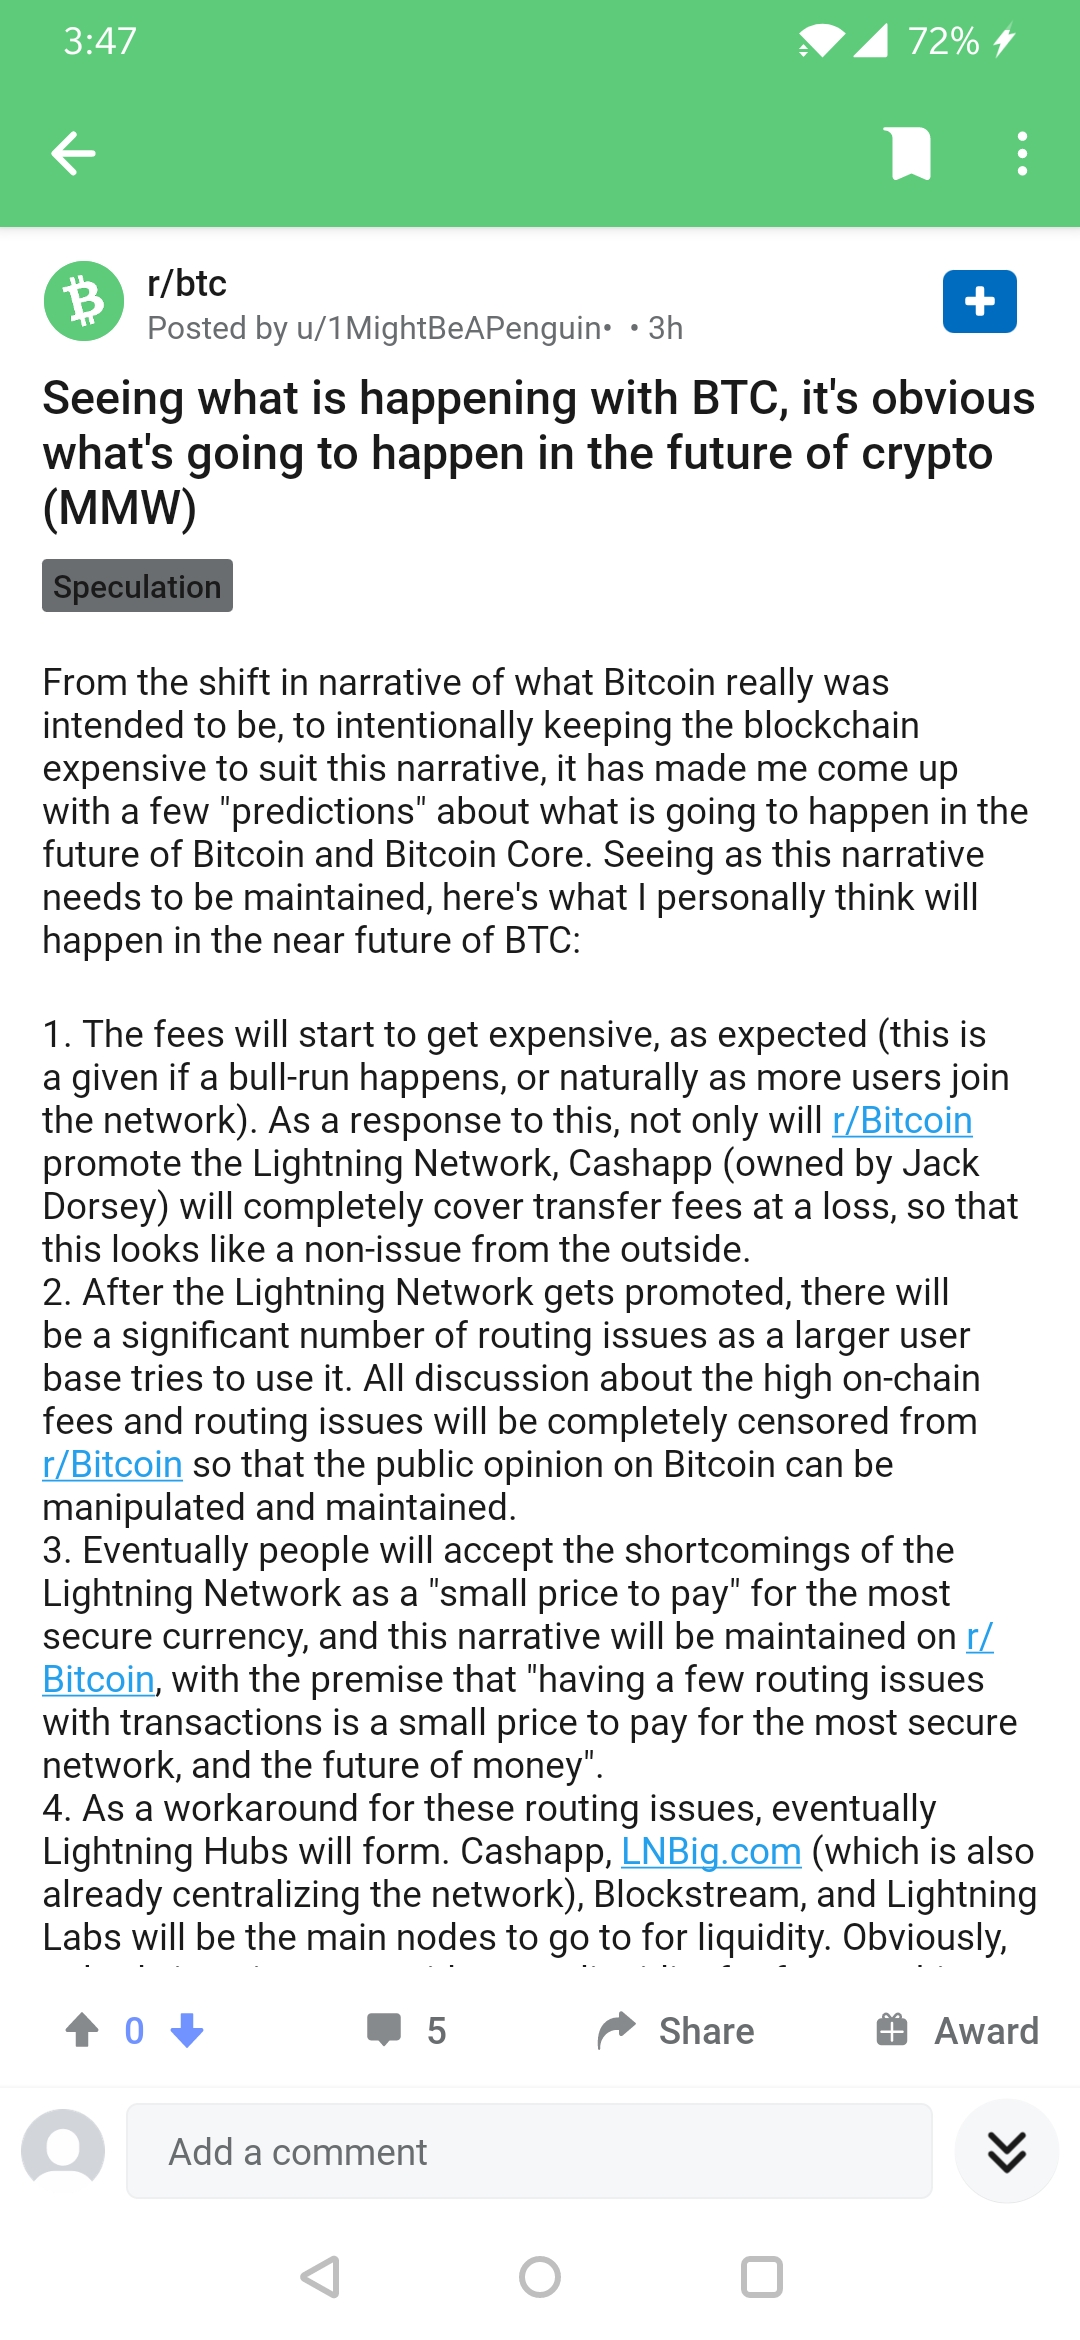 3:47
72%
r/btc
Posted by u/1MightBeAPenguin• • 3h
Seeing what is happening with BTC, it's obvious
what's going to happen in the future of crypto
(MMW)
Speculation
From the shift in narrative of what Bitcoin really was
intended to be, to intentionally keeping the blockchain
expensive to suit this narrative, it has made me come up
with a few "predictions" about what is going to happen in the
future of Bitcoin and Bitcoin Core. Seeing as this narrative
needs to be maintained, here's what I personally think will
happen in the near future of BTC:
1. The fees will start to get expensive, as expected (this is
a given if a bull-run happens, or naturally as more users join
the network). As a response to this, not only will r/Bitcoin
promote the Lightning Network, Cashapp (owned by Jack
Dorsey) will completely cover transfer fees at a loss, so that
this looks like a non-issue from the outside.
2. After the Lightning Network gets promoted, there will
be a significant number of routing issues as a larger user
base tries to use it. All discussion about the high on-chain
fees and routing issues will be completely censored from
r/Bitcoin so that the public opinion on Bitcoin can be
manipulated and maintained.
3. Eventually people will accept the shortcomings of the
Lightning Network as a "small price to pay" for the most
secure currency, and this narrative will be maintained on r/
Bitcoin, with the premise that "having a few routing issues
with transactions is a small price to pay for the most secure
network, and the future of money".
4. As a workaround for these routing issues, eventually
Lightning Hubs will form. Cashapp, LNBig.com (which is also
already centralizing the network), Blockstream, and Lightning
Labs will be the main nodes to go to for liquidity. Obviously,
0
5
Share
Award
Add a comment